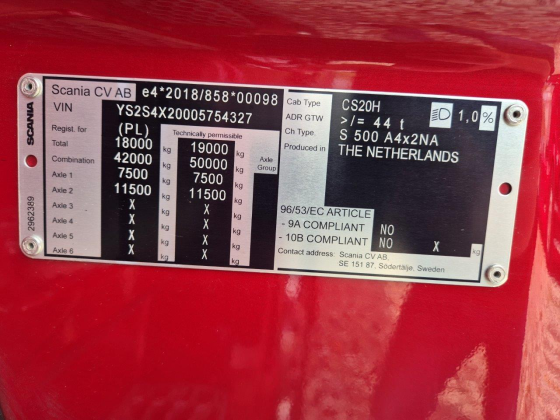 Scania CV AB e4*2018/858*00098
VIN YS2S4X20005754327
Regist. for (PL) Technically permissible
Total 18000 kg 19000 kg
Combination 42000 kg 50000 kg Axle Group
Axle 1 7500 kg 7500 kg
Axle 2 11500 kg 11500 kg
Axle 3 X kg X kg
Axle 4 X kg X kg
Axle 5 X kg X kg
Axle 6 X kg X kg
Cab Type CS20H
ADR GTW >/= 44 t 1,0 %
Ch Type. S 500 A4x2NA
Produced in THE NETHERLANDS
96/53/EC ARTICLE
- 9A COMPLIANT NO
- 10B COMPLIANT NO X kg
Contact address: Scania CV AB,
SE 151 87, Södertälje, Sweden
SCANIA
2962389